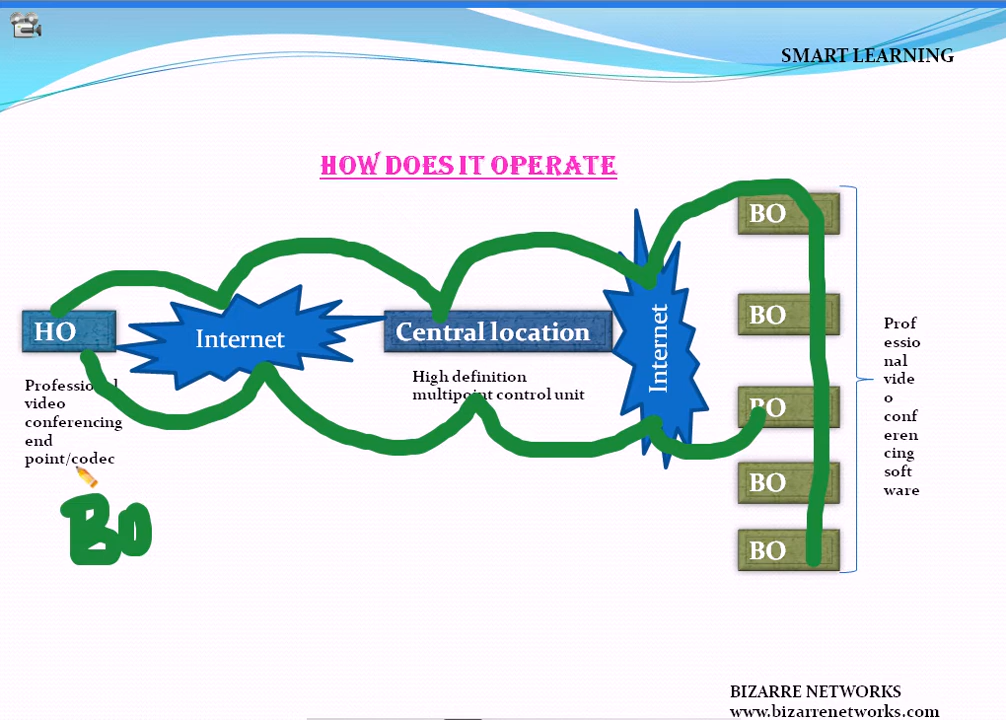 SMART LEARNING
HOW DOES IT OPERATE
HO
Internet
Central location
Internet
BO
BO
BO
BO
BO
Professional
video
conferencing
end
point/codec
High definition
multipoint control unit
Prof
essio
nal
vide
o
conf
eren
cing
soft
ware
BO
BIZARRE NETWORKS
www.bizarrenetworks.com